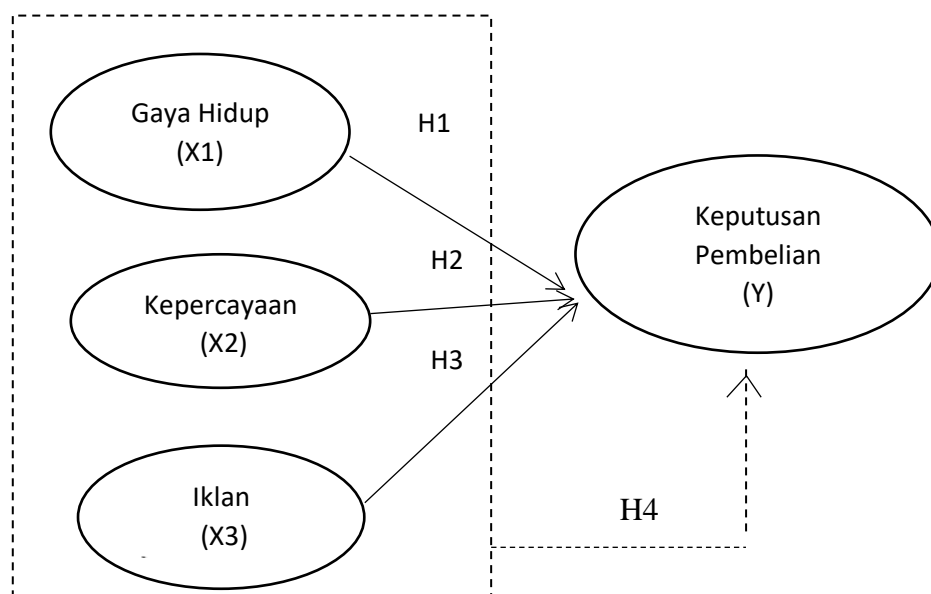 Gaya Hidup
(X1)
H1
Keputusan
Pembelian
(Y)
H2
Kepercayaan
(X2)
H3
Iklan
(X3)
H4